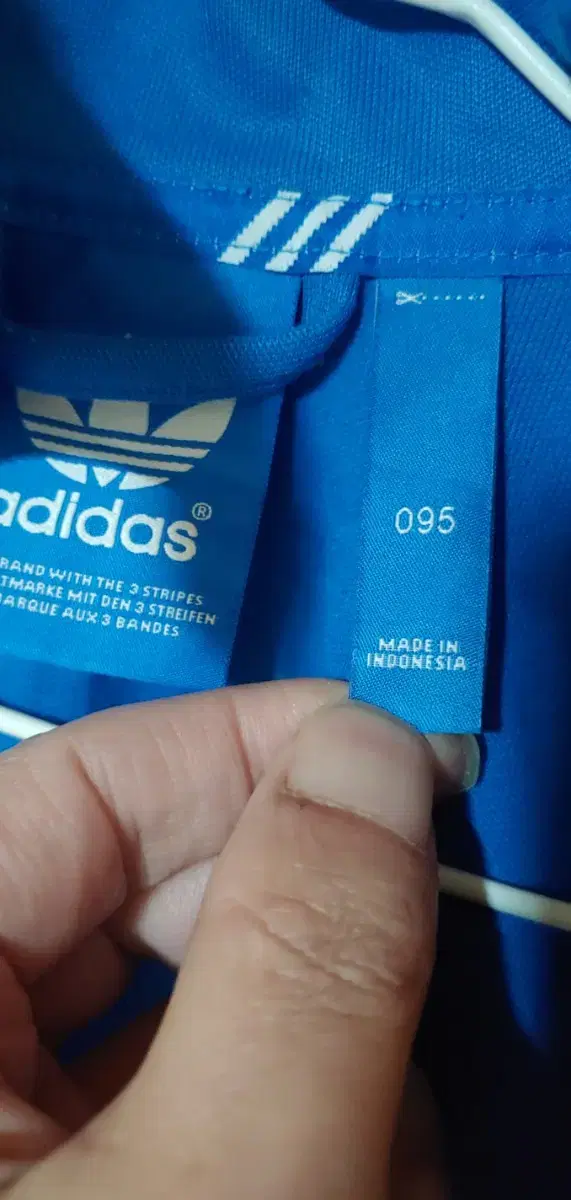 adidas®
BRAND WITH THE 3 STRIPES
MARKE MIT DEN 3 STREIFEN
MARQUE AUX 3 BANDES
095
MADE IN
INDONESIA